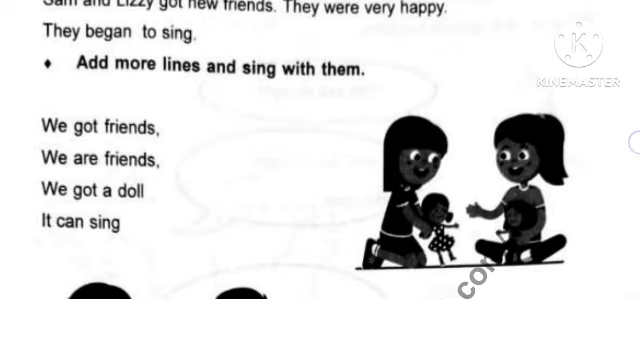 Sam and Lizzy got new friends. They were very happy.
They began to sing.
♦ Add more lines and sing with them.
We got friends,
We are friends,
We got a doll
It can sing
KINEMASTER
com